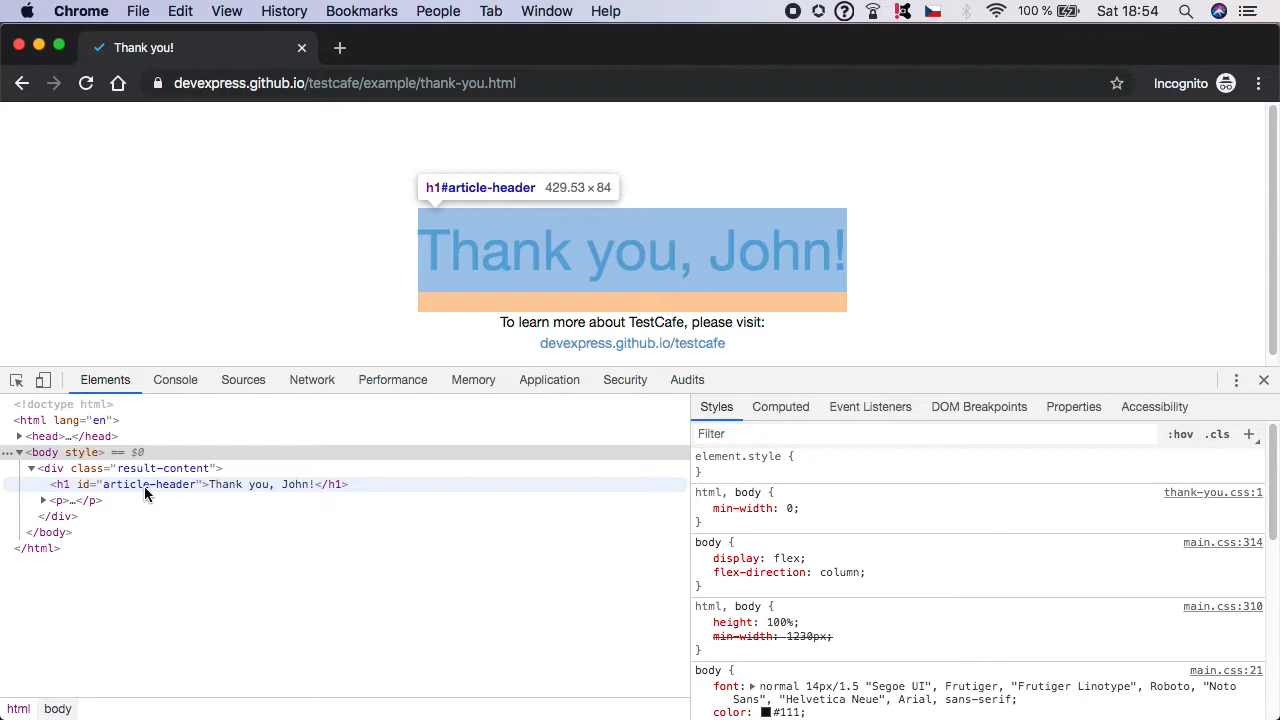 Chrome File Edit View History Bookmarks People Tab Window Help 100 % Sat 18:54
Thank you!
devexpress.github.io/testcafe/example/thank-you.html Incognito
h1#article-header 429.53 × 84
Thank you, John!
To learn more about TestCafe, please visit:
devexpress.github.io/testcafe
Elements Console Sources Network Performance Memory Application Security Audits
<!doctype html>
<html lang="en">
<head>…</head>
<body style> == $0
<div class="result-content">
<h1 id="article-header">Thank you, John!</h1>
<p>…</p>
</div>
</body>
</html>
html body
Styles Computed Event Listeners DOM Breakpoints Properties Accessibility
Filter :hov .cls
element.style {
}
html, body { thank-you.css:1
min-width: 0;
}
body { main.css:314
display: flex;
flex-direction: column;
}
html, body { main.css:310
height: 100%;
min-width: 1230px;
}
body { main.css:21
font: normal 14px/1.5 "Segoe UI", Frutiger, "Frutiger Linotype", Roboto, "Noto
Sans", "Helvetica Neue", Arial, sans-serif;
color: #111;